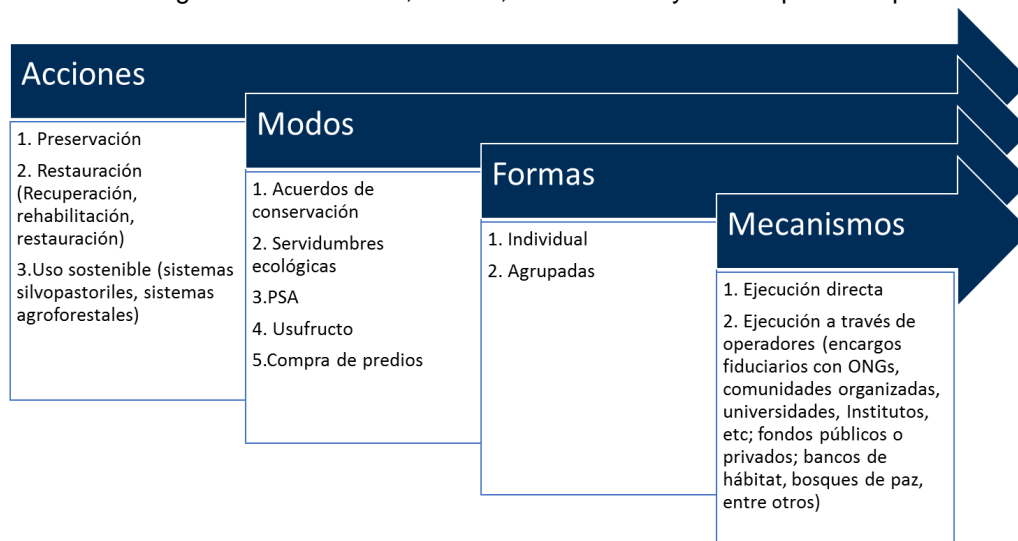 Acciones
1. Preservación
2. Restauración
(Recuperación,
rehabilitación,
restauración)
3.Uso sostenible (sistemas
silvopastoriles, sistemas
agroforestales)
Modos
1. Acuerdos de
conservación
2. Servidumbres
ecológicas
3.PSA
4. Usufructo
5.Compra de predios
Formas
1. Individual
2. Agrupadas
Mecanismos
1. Ejecución directa
2. Ejecución a través de
operadores (encargos
fiduciarios con ONGs,
comunidades organizadas,
universidades, Institutos,
etc; fondos públicos o
privados; bancos de
hábitat, bosques de paz,
entre otros)